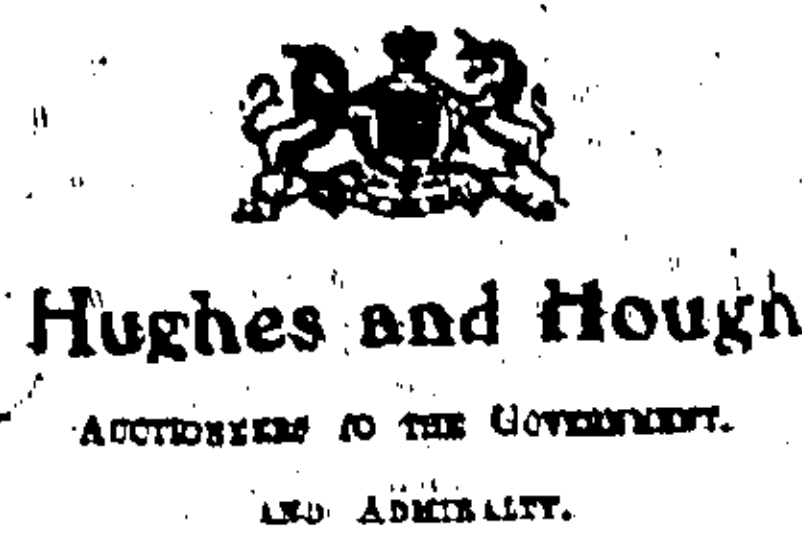 Hughes and Hough
AUCTIONEERS TO THE GOVERNMENT.
AND ADMIRALTY.